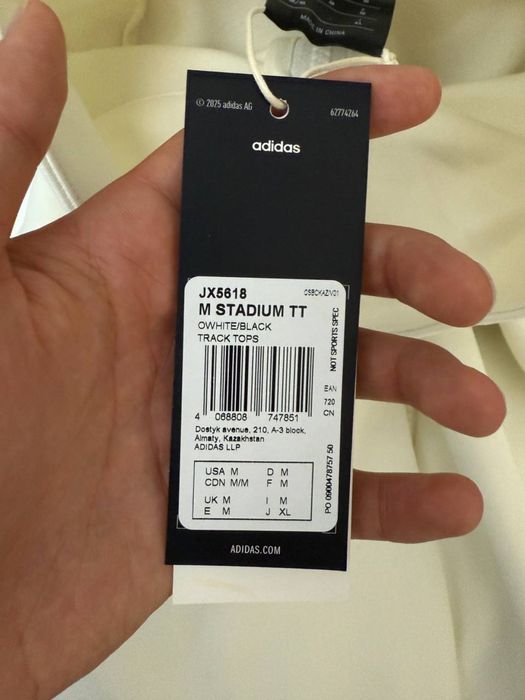 MADE IN CHINA
© 2025 adidas AG
62774264
adidas
JX5618
CSBCKAZ/V01
M STADIUM TT
OWHITE/BLACK
TRACK TOPS
NOT SPORTS SPEC
EAN
720
CN
4 068808 747851
Dostyk avenue, 210, A-3 block,
Almaty, Kazakhstan
ADIDAS LLP
PO 0900478757 50
USA M D M
CDN M/M F M
UK M I M
E M J XL
ADIDAS.COM